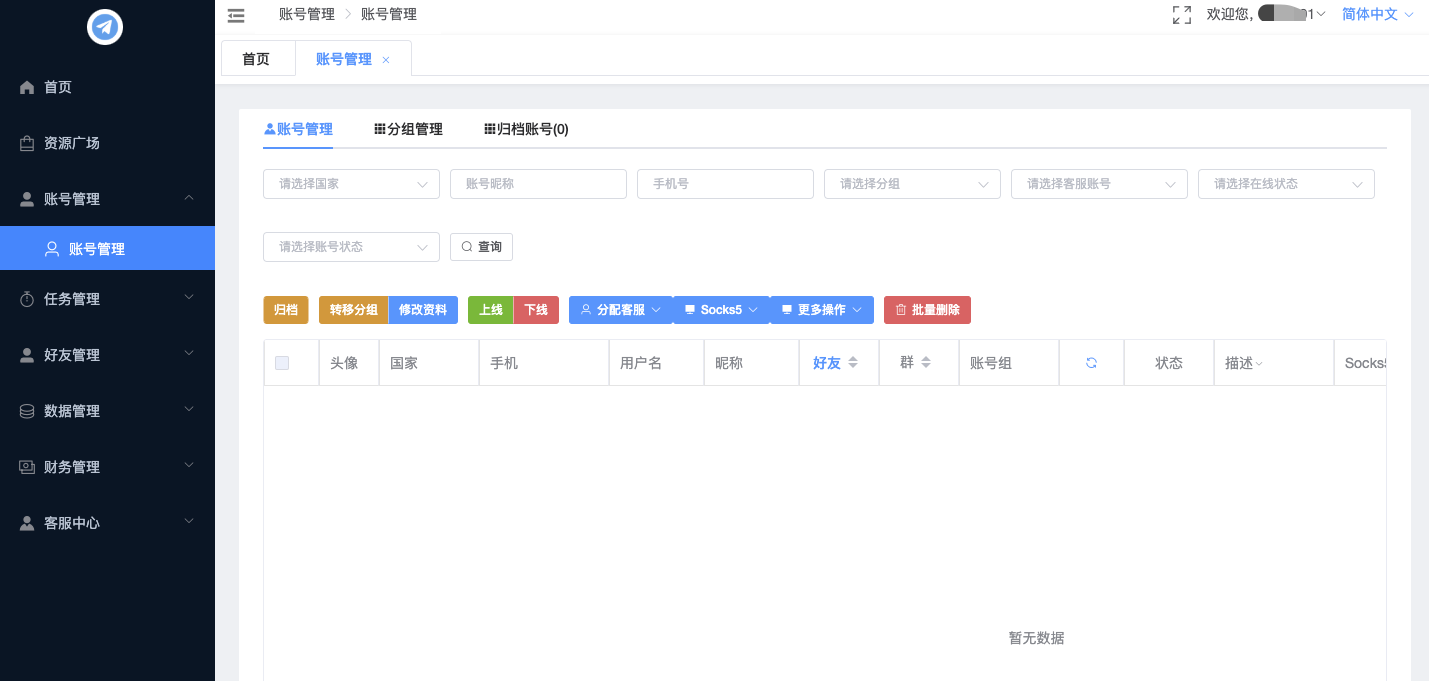 账号管理 账号管理
欢迎您, 1 简体中文
首页 账号管理
首页
资源广场
账号管理
账号管理
任务管理
好友管理
数据管理
财务管理
客服中心
账号管理 分组管理 归档账号(0)
请选择国家 账号昵称 手机号 请选择分组 请选择客服账号 请选择在线状态
请选择账号状态 查询
归档 转移分组 修改资料 上线 下线 分配客服 Socks5 更多操作 批量删除
头像 国家 手机 用户名 昵称 好友 群 账号组 状态 描述 Socks5
暂无数据